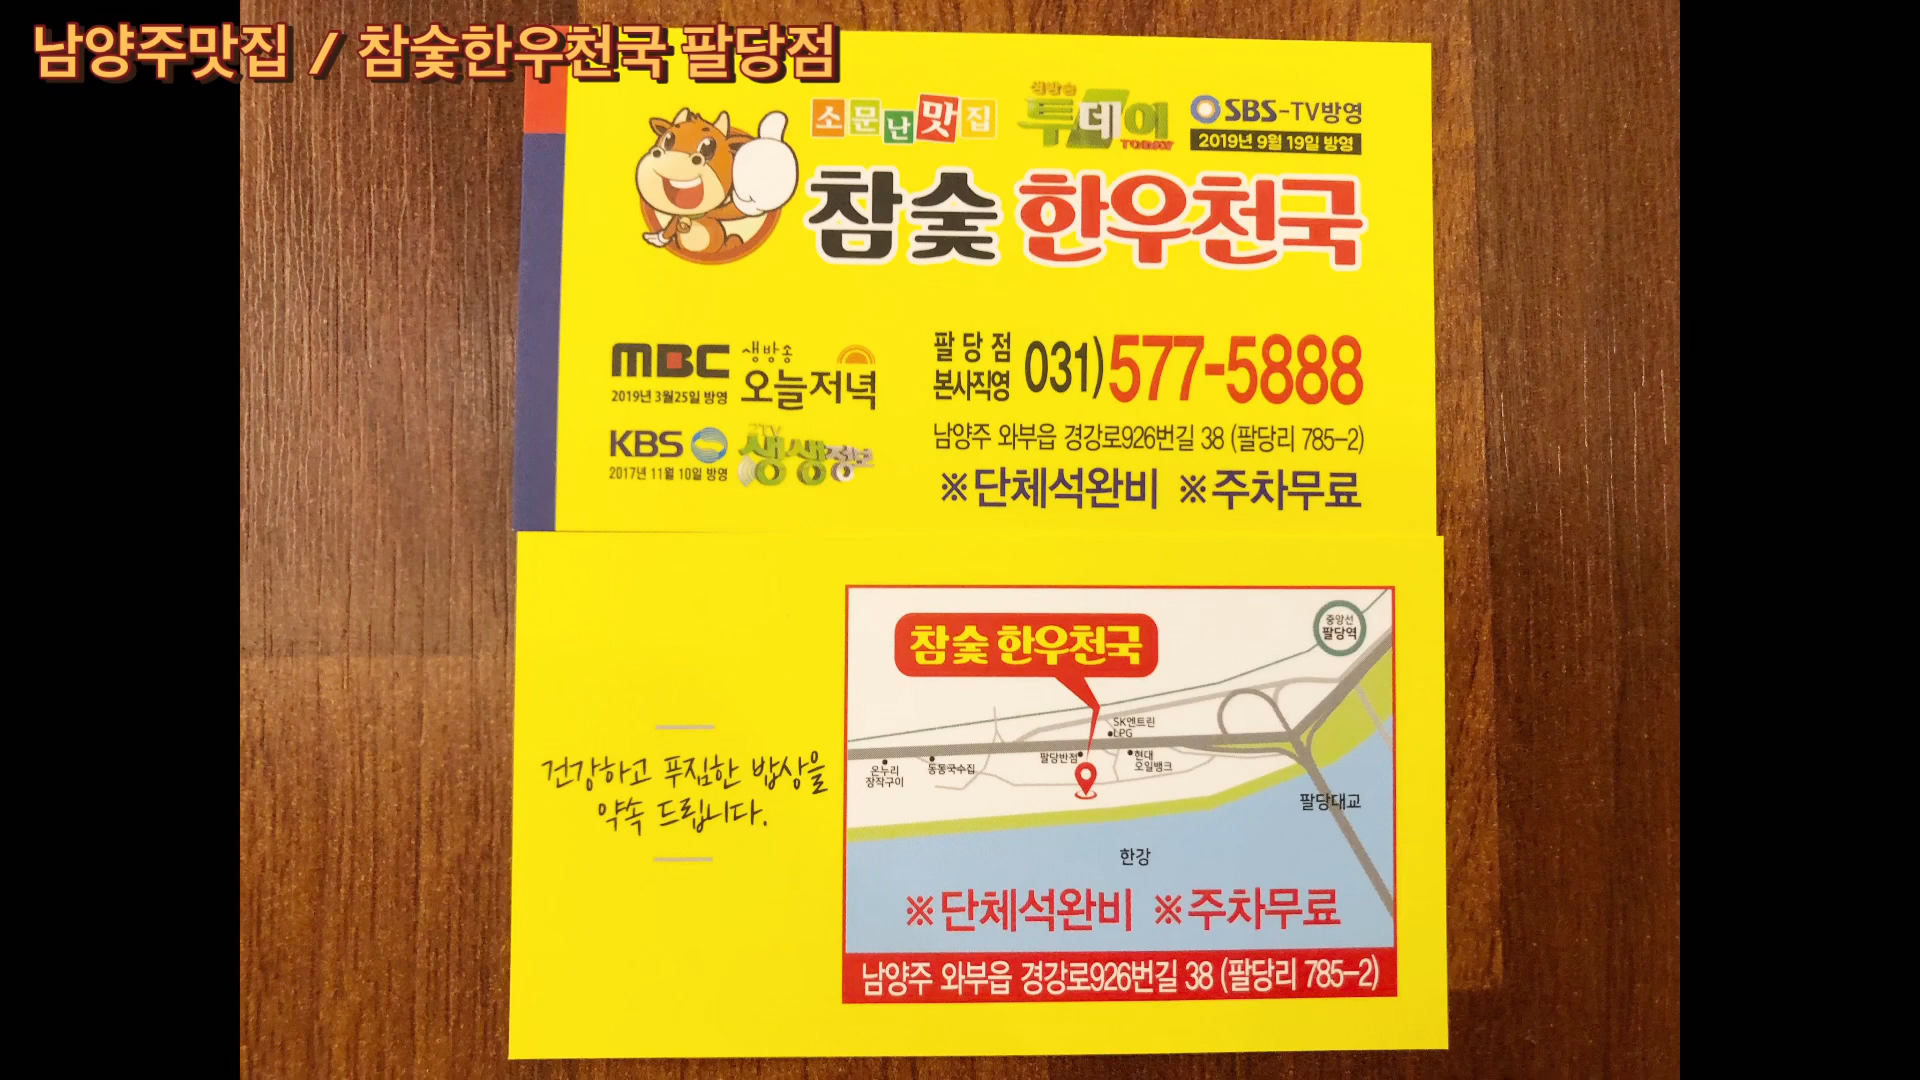 남양주맛집 / 참숯한우천국 팔당점
소문난맛집 생방송 투데이 TODAY SBS-TV방영
2019년 9월 19일 방영
참숯 한우천국
MBC 생방송 오늘저녁
2019년 3월25일 방영
KBS 2TV 생생정보
2017년 11월 10일 방영
팔당점 본사직영 031)577-5888
남양주 와부읍 경강로926번길 38 (팔당리 785-2)
※단체석완비 ※주차무료
건강하고 푸짐한 밥상을
약속 드립니다.
중앙선
팔당역
참숯 한우천국
SK엔트린
LPG
팔당반점
현대
오일뱅크
온누리
장작구이
동동국수집
팔당대교
한강
※단체석완비 ※주차무료
남양주 와부읍 경강로926번길 38 (팔당리 785-2)